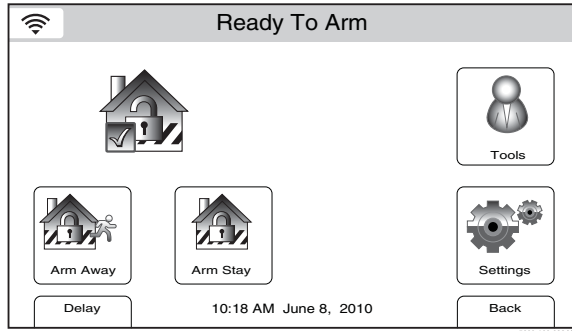 Ready To Arm
Tools
Arm Away
Arm Stay
Settings
Delay
10:18 AM June 8, 2010
Back